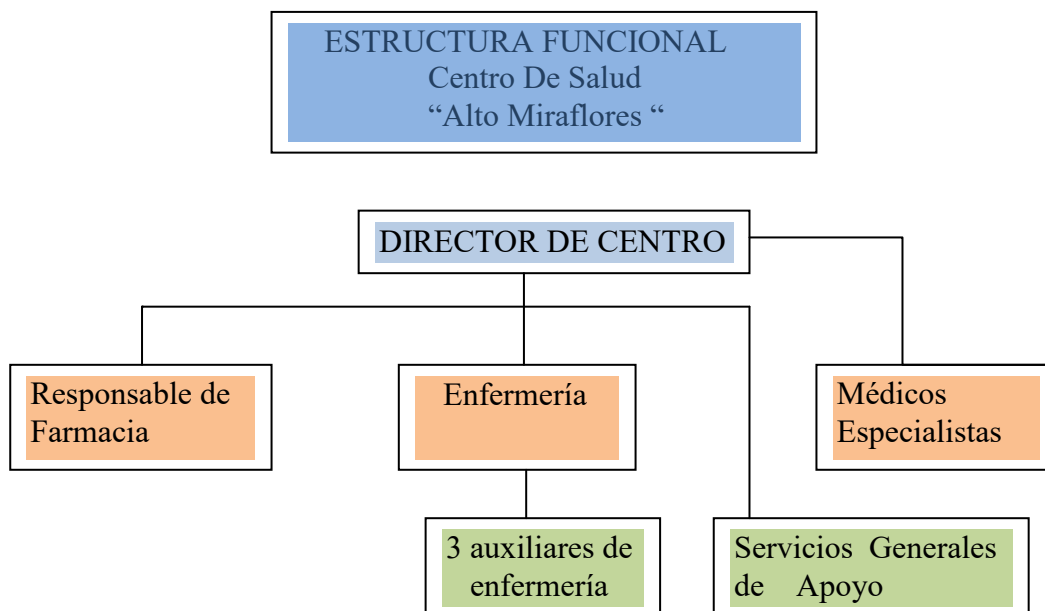 ESTRUCTURA FUNCIONAL
Centro De Salud
“Alto Miraflores “
DIRECTOR DE CENTRO
Responsable de
Farmacia
Enfermería
Médicos
Especialistas
3 auxiliares de
enfermería
Servicios Generales
de Apoyo